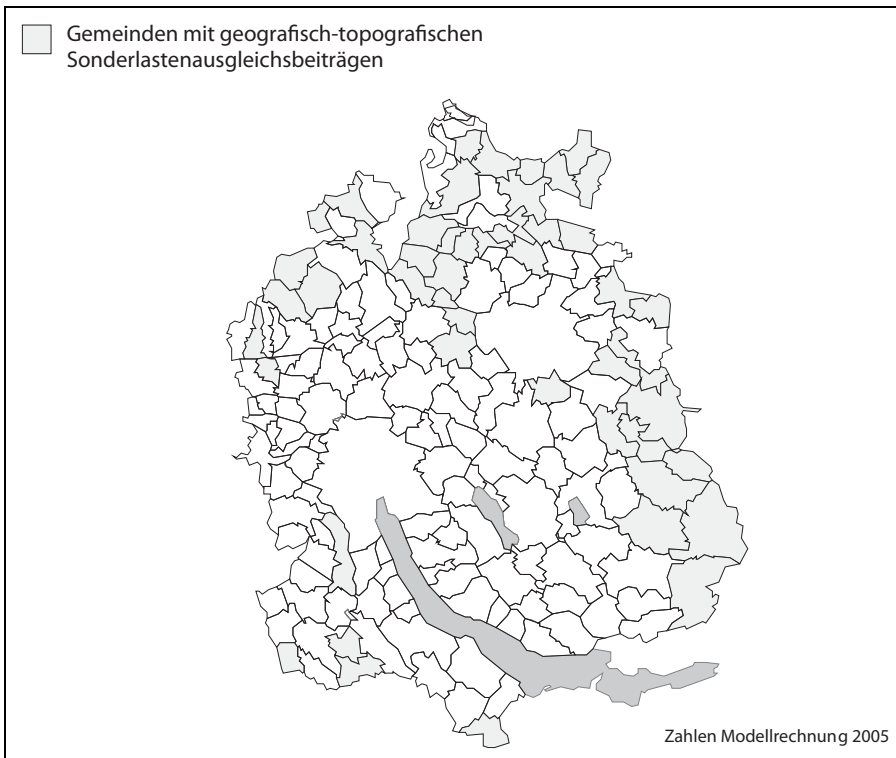 Gemeinden mit geografisch-topografischen
Sonderlastenausgleichsbeiträgen
Zahlen Modellrechnung 2005